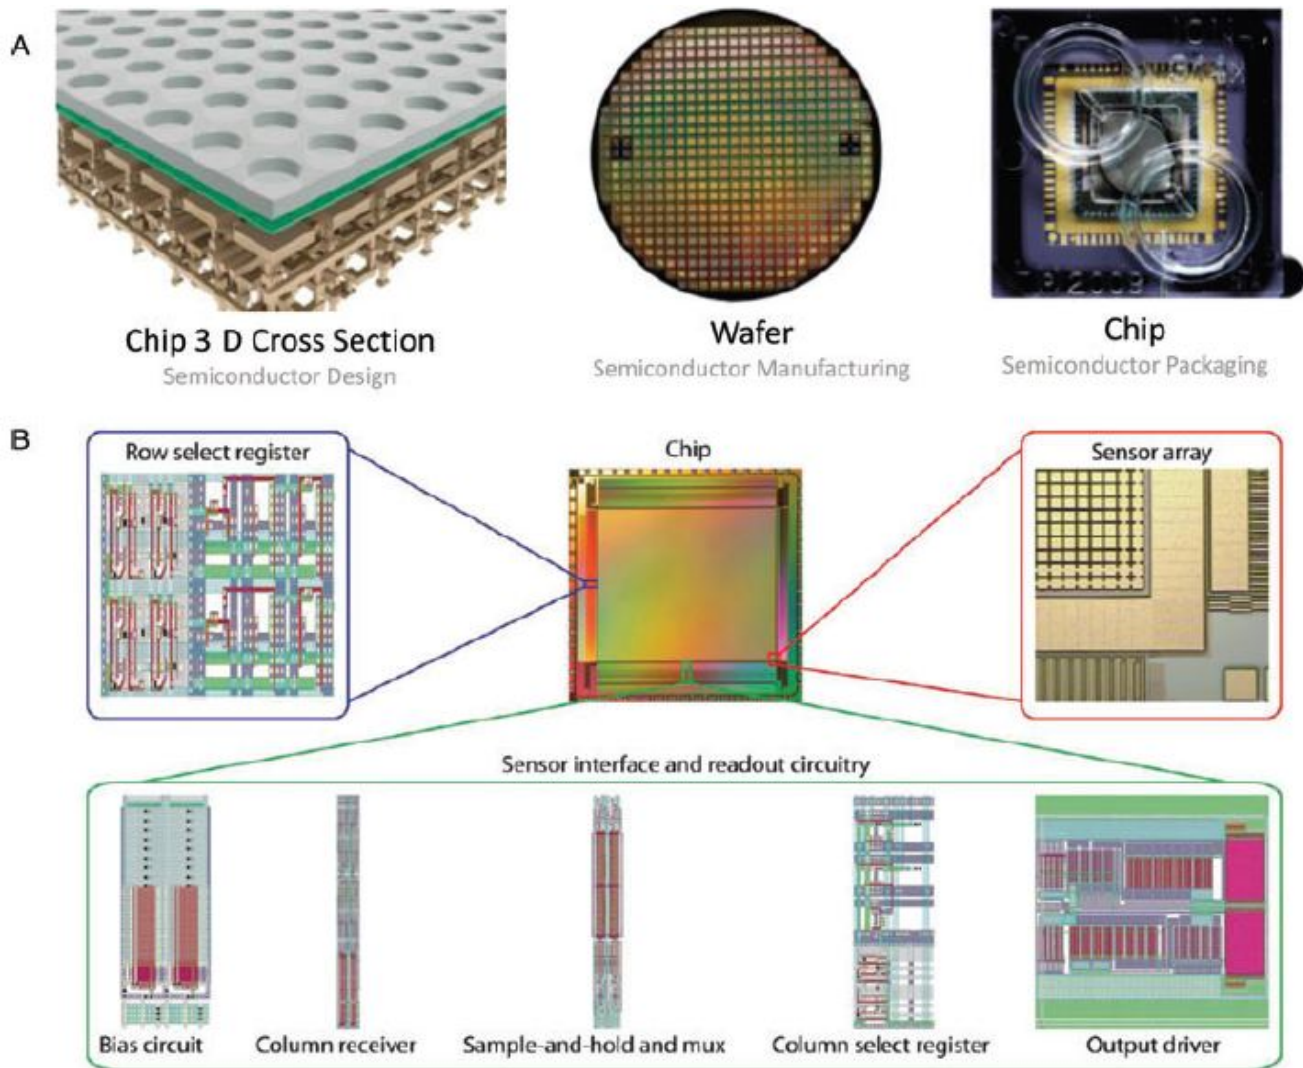 A
Chip 3 D Cross Section
Semiconductor Design
Wafer
Semiconductor Manufacturing
Chip
Semiconductor Packaging
B
Row select register
Chip
Sensor array
Sensor interface and readout circuitry
Bias circuit
Column receiver
Sample-and-hold and mux
Column select register
Output driver